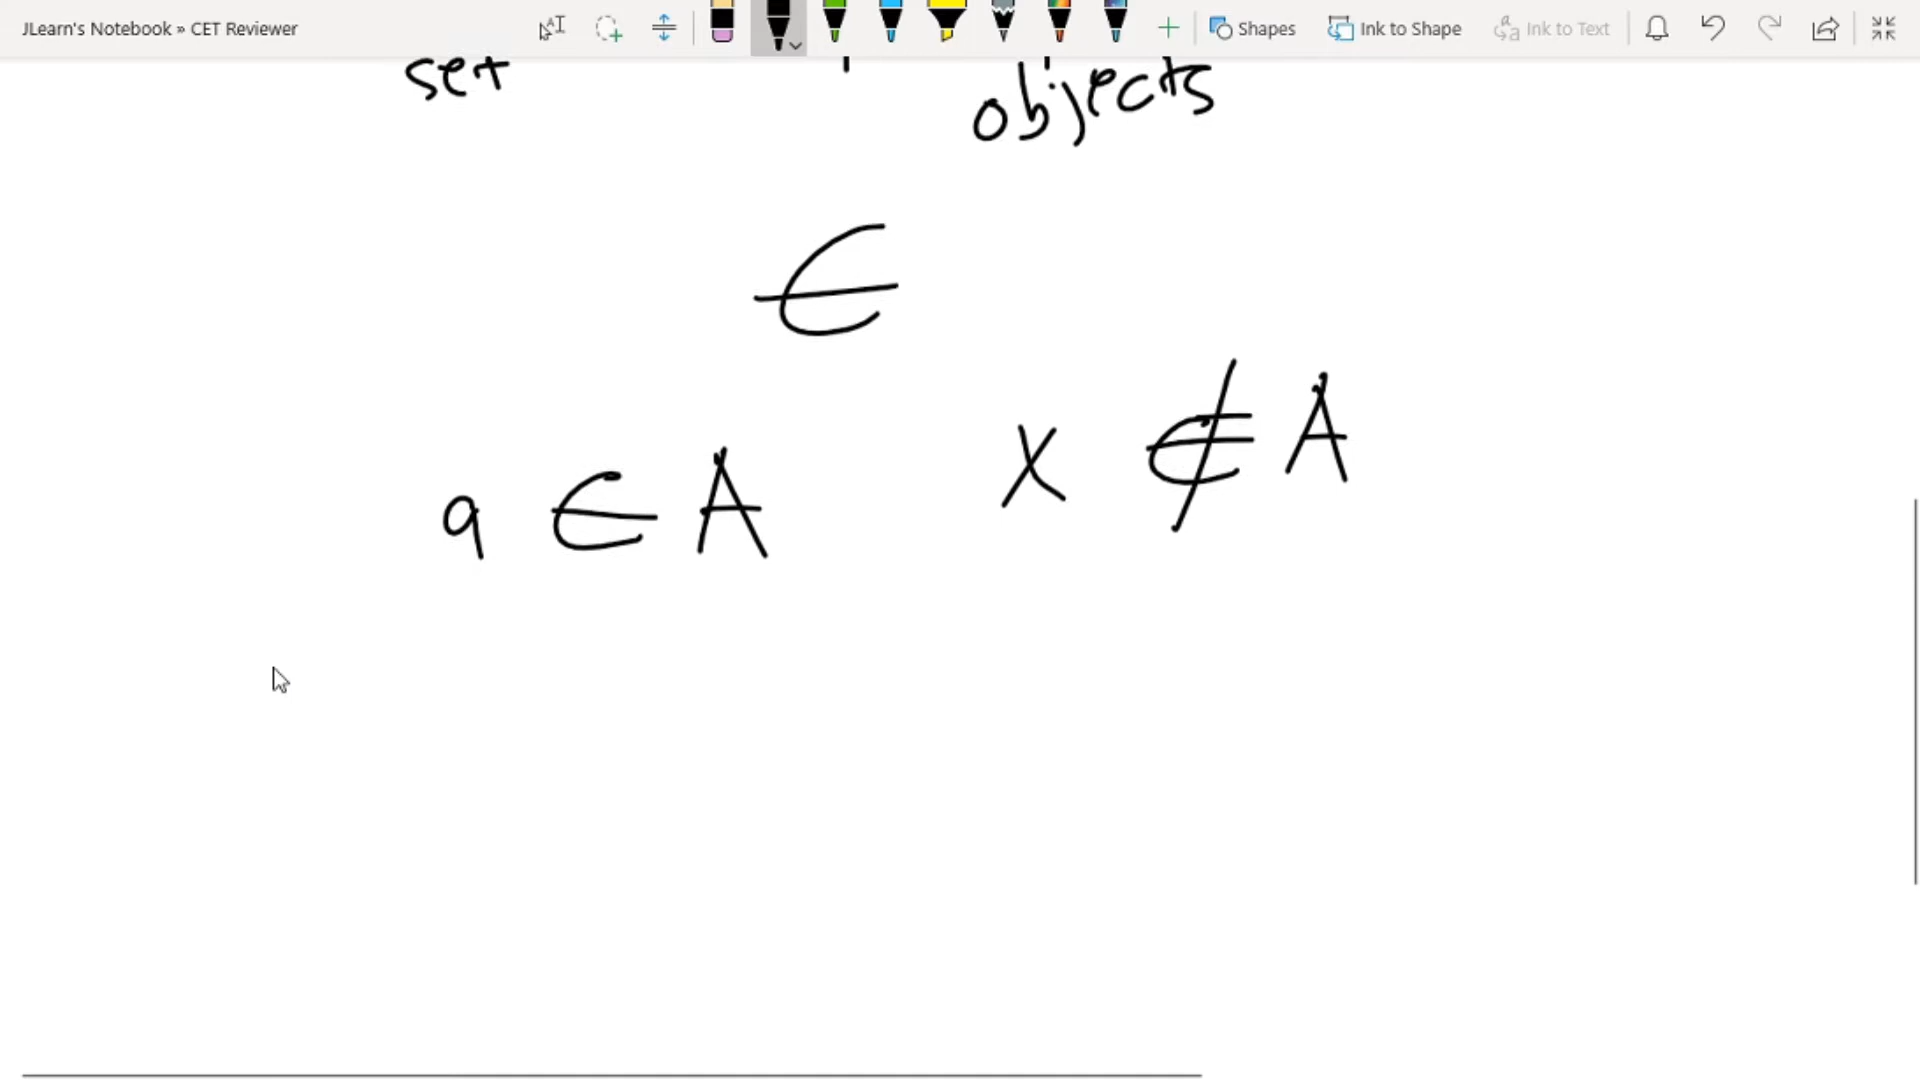 JLearn's Notebook » CET Reviewer Shapes Ink to Shape Ink to Text
set
objects
∈
a ∈ A
x ∉ A